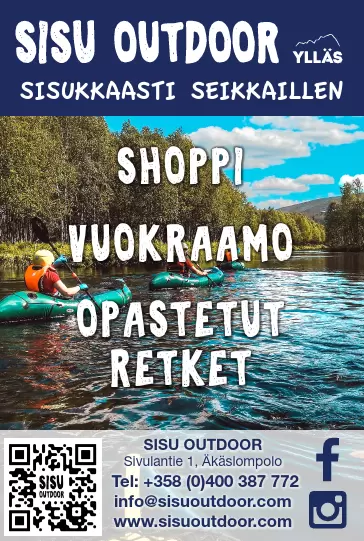 SISU OUTDOOR
YLLÄS
SISUKKAASTI SEIKKAILLEN
SHOPPI
VUOKRAAMO
OPASTETUT
RETKET
SISU OUTDOOR
SISU
OUTDOOR
Sivulantie 1, Äkäslompolo
Tel: +358 (0)400 387 772
info@sisuoutdoor.com
www.sisuoutdoor.com